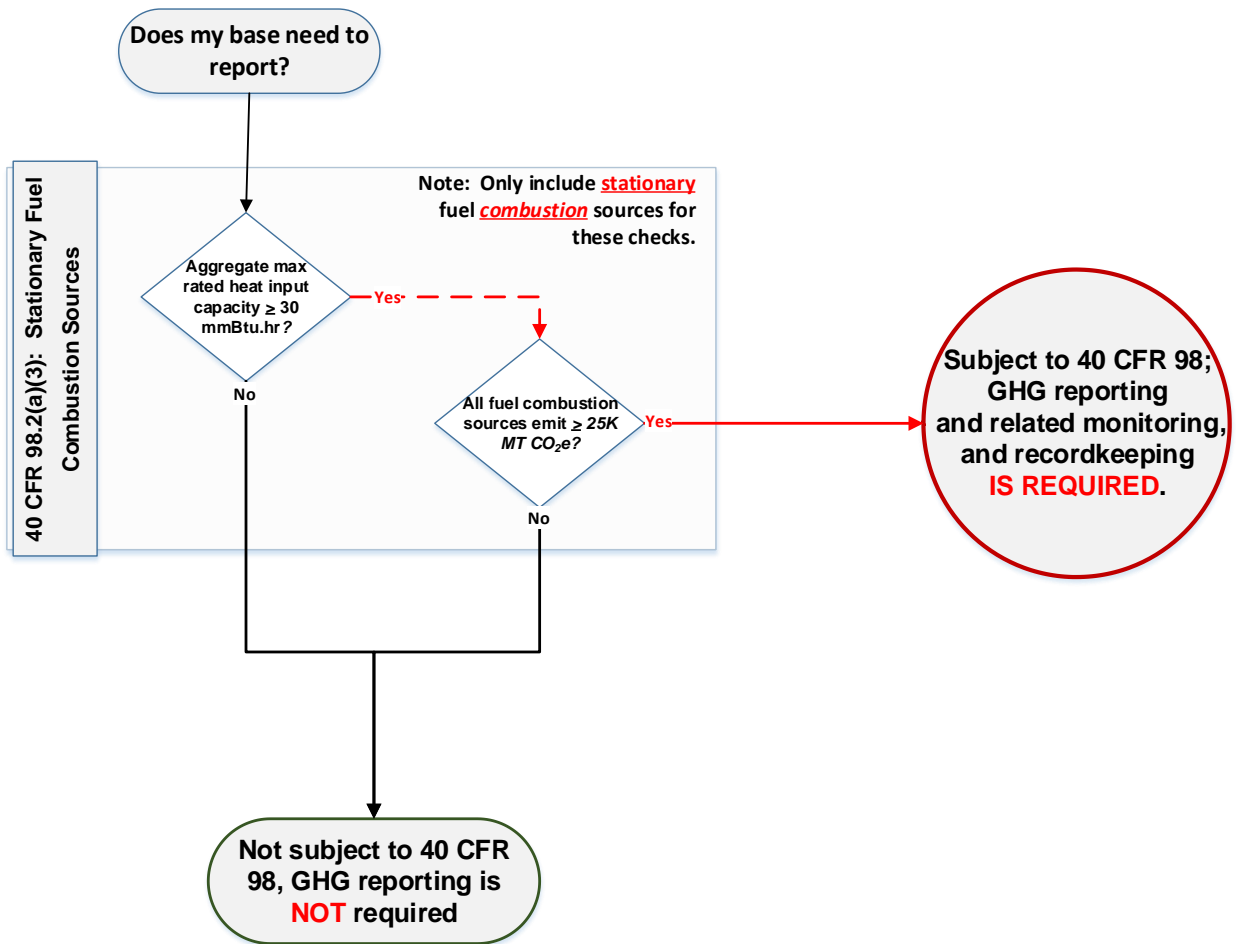 Does my base need to
report?
40 CFR 98.2(a)(3):  Stationary Fuel
Combustion Sources
Note:  Only include stationary
fuel combustion sources for
these checks.
Aggregate max
rated heat input
capacity ≥ 30
mmBtu.hr?
Yes
No
All fuel combustion
sources emit ≥ 25K
MT CO₂e?
Yes
No
Subject to 40 CFR 98;
GHG reporting
and related monitoring,
and recordkeeping
IS REQUIRED.
Not subject to 40 CFR
98, GHG reporting is
NOT required